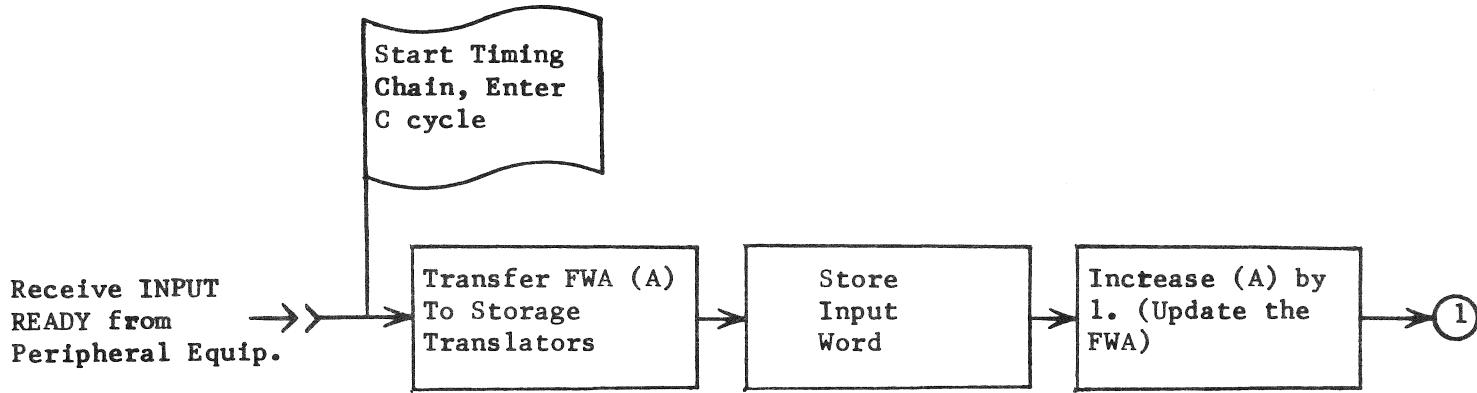 Start Timing
Chain, Enter
C cycle
Receive INPUT
READY from
Peripheral Equip.
Transfer FWA (A)
To Storage
Translators
Store
Input
Word
Increase (A) by
1. (Update the
FWA)
1